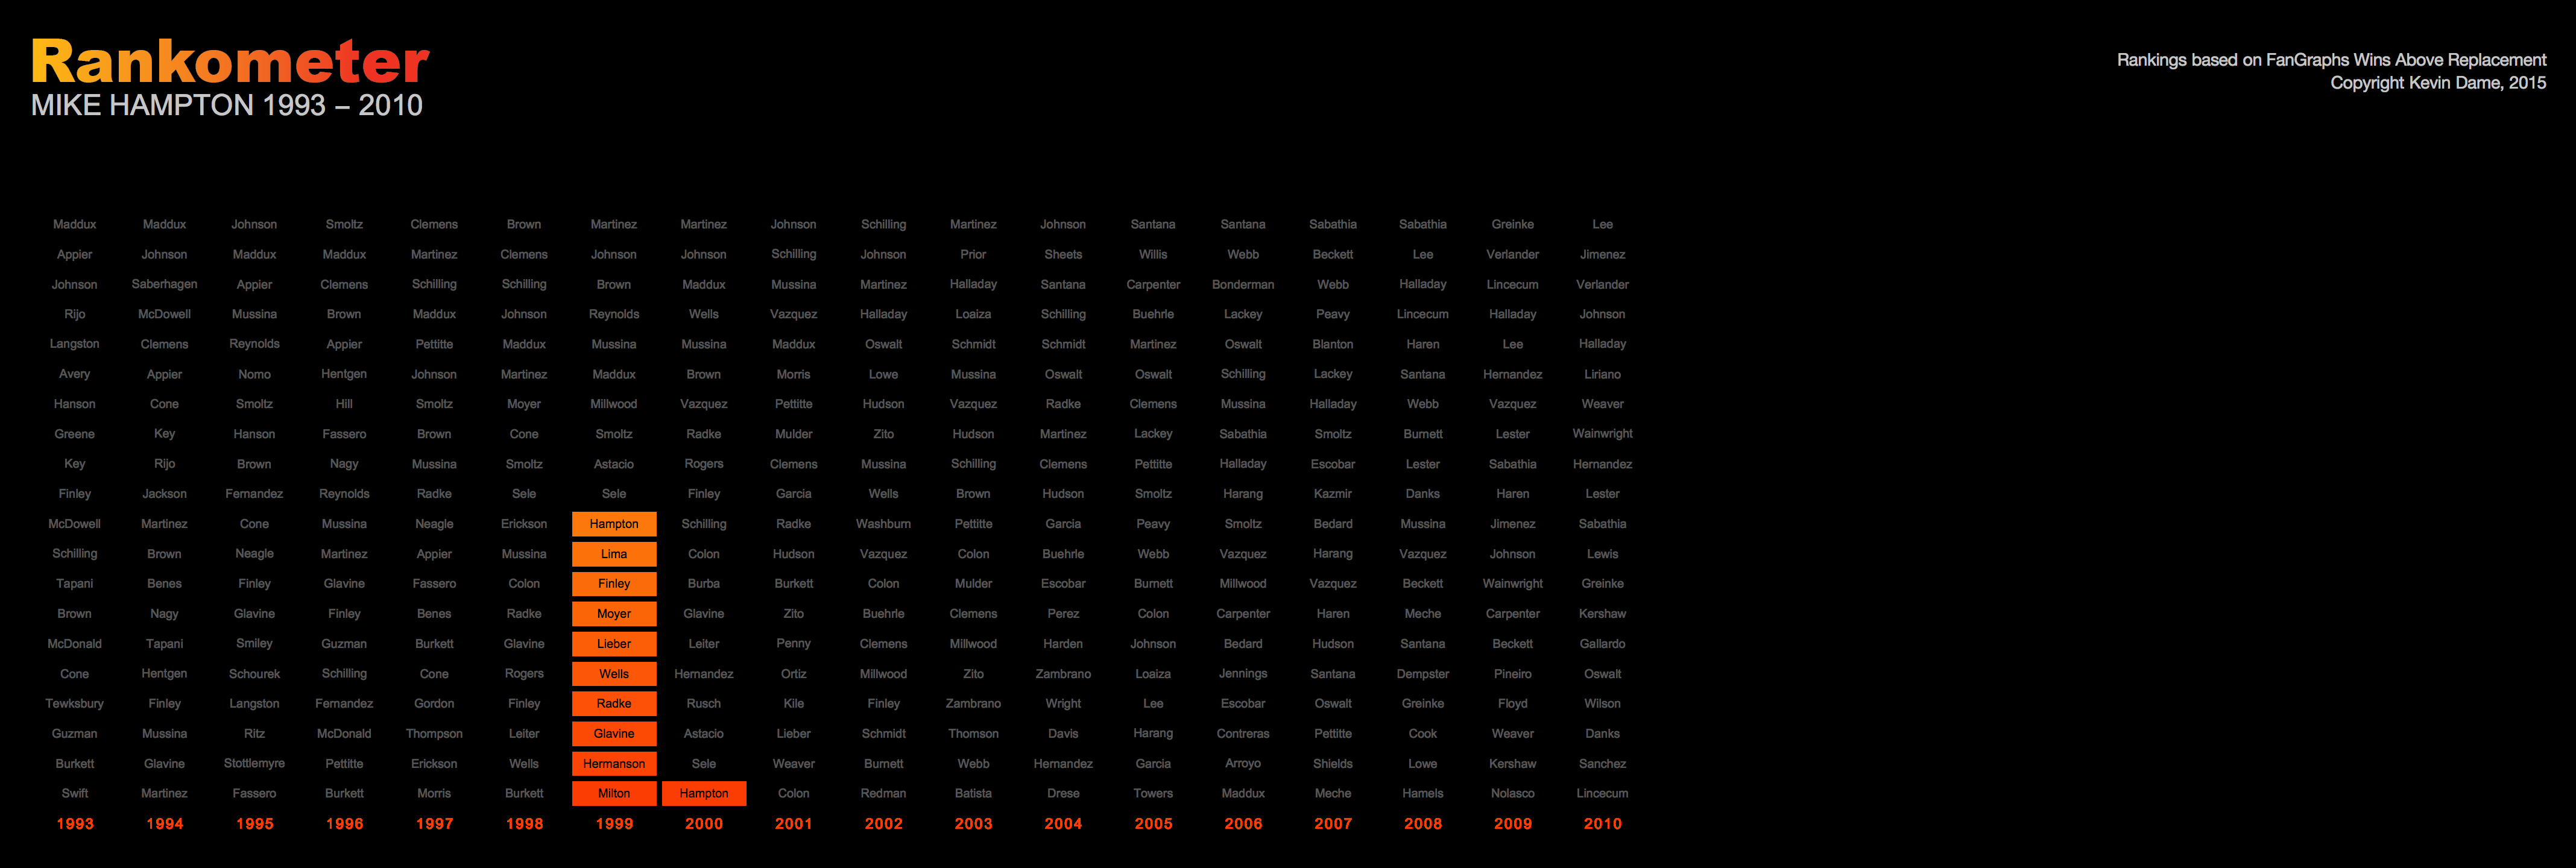 Rankometer
MIKE HAMPTON 1993 – 2010
Rankings based on FanGraphs Wins Above Replacement
Copyright Kevin Dame, 2015
Maddux Maddux Johnson Smoltz Clemens Brown Martinez Martinez Johnson Schilling Martinez Johnson Santana Santana Sabathia Sabathia Greinke Lee
Appier Johnson Maddux Maddux Martinez Clemens Johnson Johnson Schilling Johnson Prior Sheets Willis Webb Beckett Lee Verlander Jimenez
Johnson Saberhagen Appier Clemens Schilling Schilling Brown Maddux Mussina Martinez Halladay Santana Carpenter Bonderman Webb Halladay Lincecum Verlander
Rijo McDowell Mussina Brown Maddux Johnson Reynolds Wells Vazquez Halladay Loaiza Schilling Buehrle Lackey Peavy Lincecum Halladay Johnson
Langston Clemens Reynolds Appier Pettitte Maddux Mussina Mussina Maddux Oswalt Schmidt Schmidt Martinez Oswalt Blanton Haren Lee Halladay
Avery Appier Nomo Hentgen Johnson Martinez Maddux Brown Morris Lowe Mussina Oswalt Oswalt Schilling Lackey Santana Hernandez Liriano
Hanson Cone Smoltz Hill Smoltz Moyer Millwood Vazquez Pettitte Hudson Vazquez Radke Clemens Mussina Halladay Webb Vazquez Weaver
Greene Key Hanson Fassero Brown Cone Smoltz Radke Mulder Zito Hudson Martinez Lackey Sabathia Smoltz Burnett Lester Wainwright
Key Rijo Brown Nagy Mussina Smoltz Astacio Rogers Clemens Mussina Schilling Clemens Pettitte Halladay Escobar Lester Sabathia Hernandez
Finley Jackson Fernandez Reynolds Radke Sele Sele Finley Garcia Wells Brown Hudson Smoltz Harang Kazmir Danks Haren Lester
McDowell Martinez Cone Mussina Neagle Erickson Hampton Schilling Radke Washburn Pettitte Garcia Peavy Smoltz Bedard Mussina Jimenez Sabathia
Schilling Brown Neagle Martinez Appier Mussina Lima Colon Hudson Vazquez Colon Buehrle Webb Vazquez Harang Vazquez Johnson Lewis
Tapani Benes Finley Glavine Fassero Colon Finley Burba Burkett Colon Mulder Escobar Burnett Millwood Vazquez Beckett Wainwright Greinke
Brown Nagy Glavine Finley Benes Radke Moyer Glavine Zito Buehrle Clemens Perez Colon Carpenter Haren Meche Carpenter Kershaw
McDonald Tapani Smiley Guzman Burkett Glavine Lieber Leiter Penny Clemens Millwood Harden Johnson Bedard Hudson Santana Beckett Gallardo
Cone Hentgen Schourek Schilling Cone Rogers Wells Hernandez Ortiz Millwood Zito Zambrano Loaiza Jennings Santana Dempster Pineiro Oswalt
Tewksbury Finley Langston Fernandez Gordon Finley Radke Rusch Kile Finley Zambrano Wright Lee Escobar Oswalt Greinke Floyd Wilson
Guzman Mussina Ritz McDonald Thompson Leiter Glavine Astacio Lieber Schmidt Thomson Davis Harang Contreras Pettitte Cook Weaver Danks
Burkett Glavine Stottlemyre Pettitte Erickson Wells Hermanson Sele Weaver Burnett Webb Hernandez Garcia Arroyo Shields Lowe Kershaw Sanchez
Swift Martinez Fassero Burkett Morris Burkett Milton Hampton Colon Redman Batista Drese Towers Maddux Meche Hamels Nolasco Lincecum
1993 1994 1995 1996 1997 1998 1999 2000 2001 2002 2003 2004 2005 2006 2007 2008 2009 2010